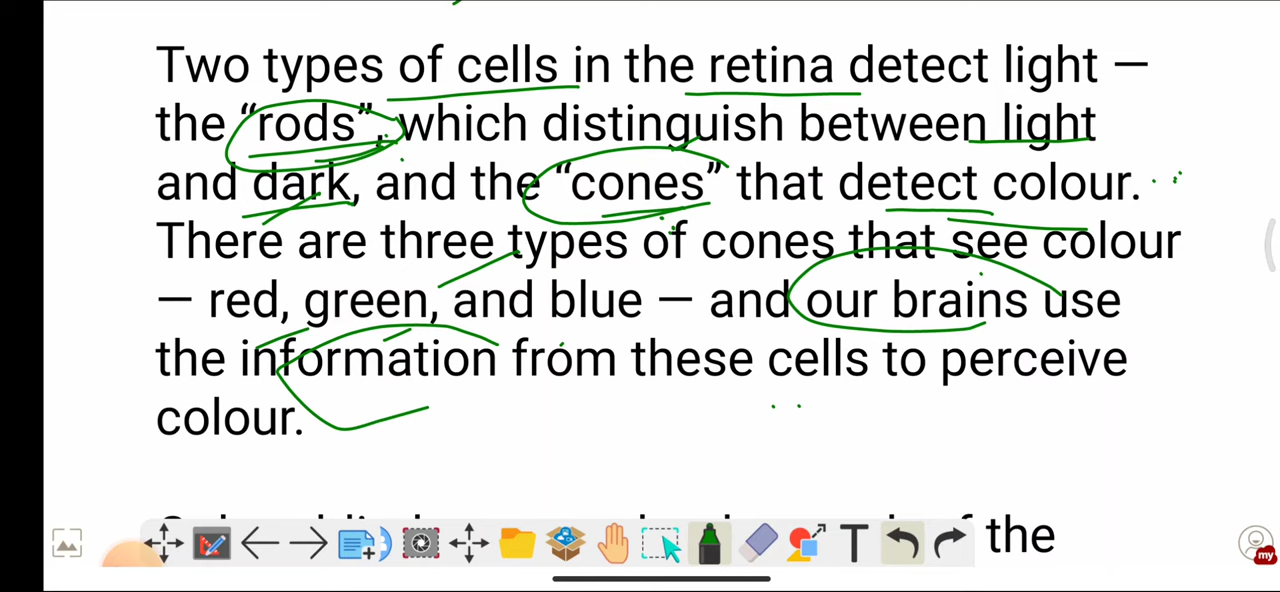 Two types of cells in the retina detect light —
the “rods”, which distinguish between light
and dark, and the “cones” that detect colour.
There are three types of cones that see colour
— red, green, and blue — and our brains use
the information from these cells to perceive
colour.
the
T
my